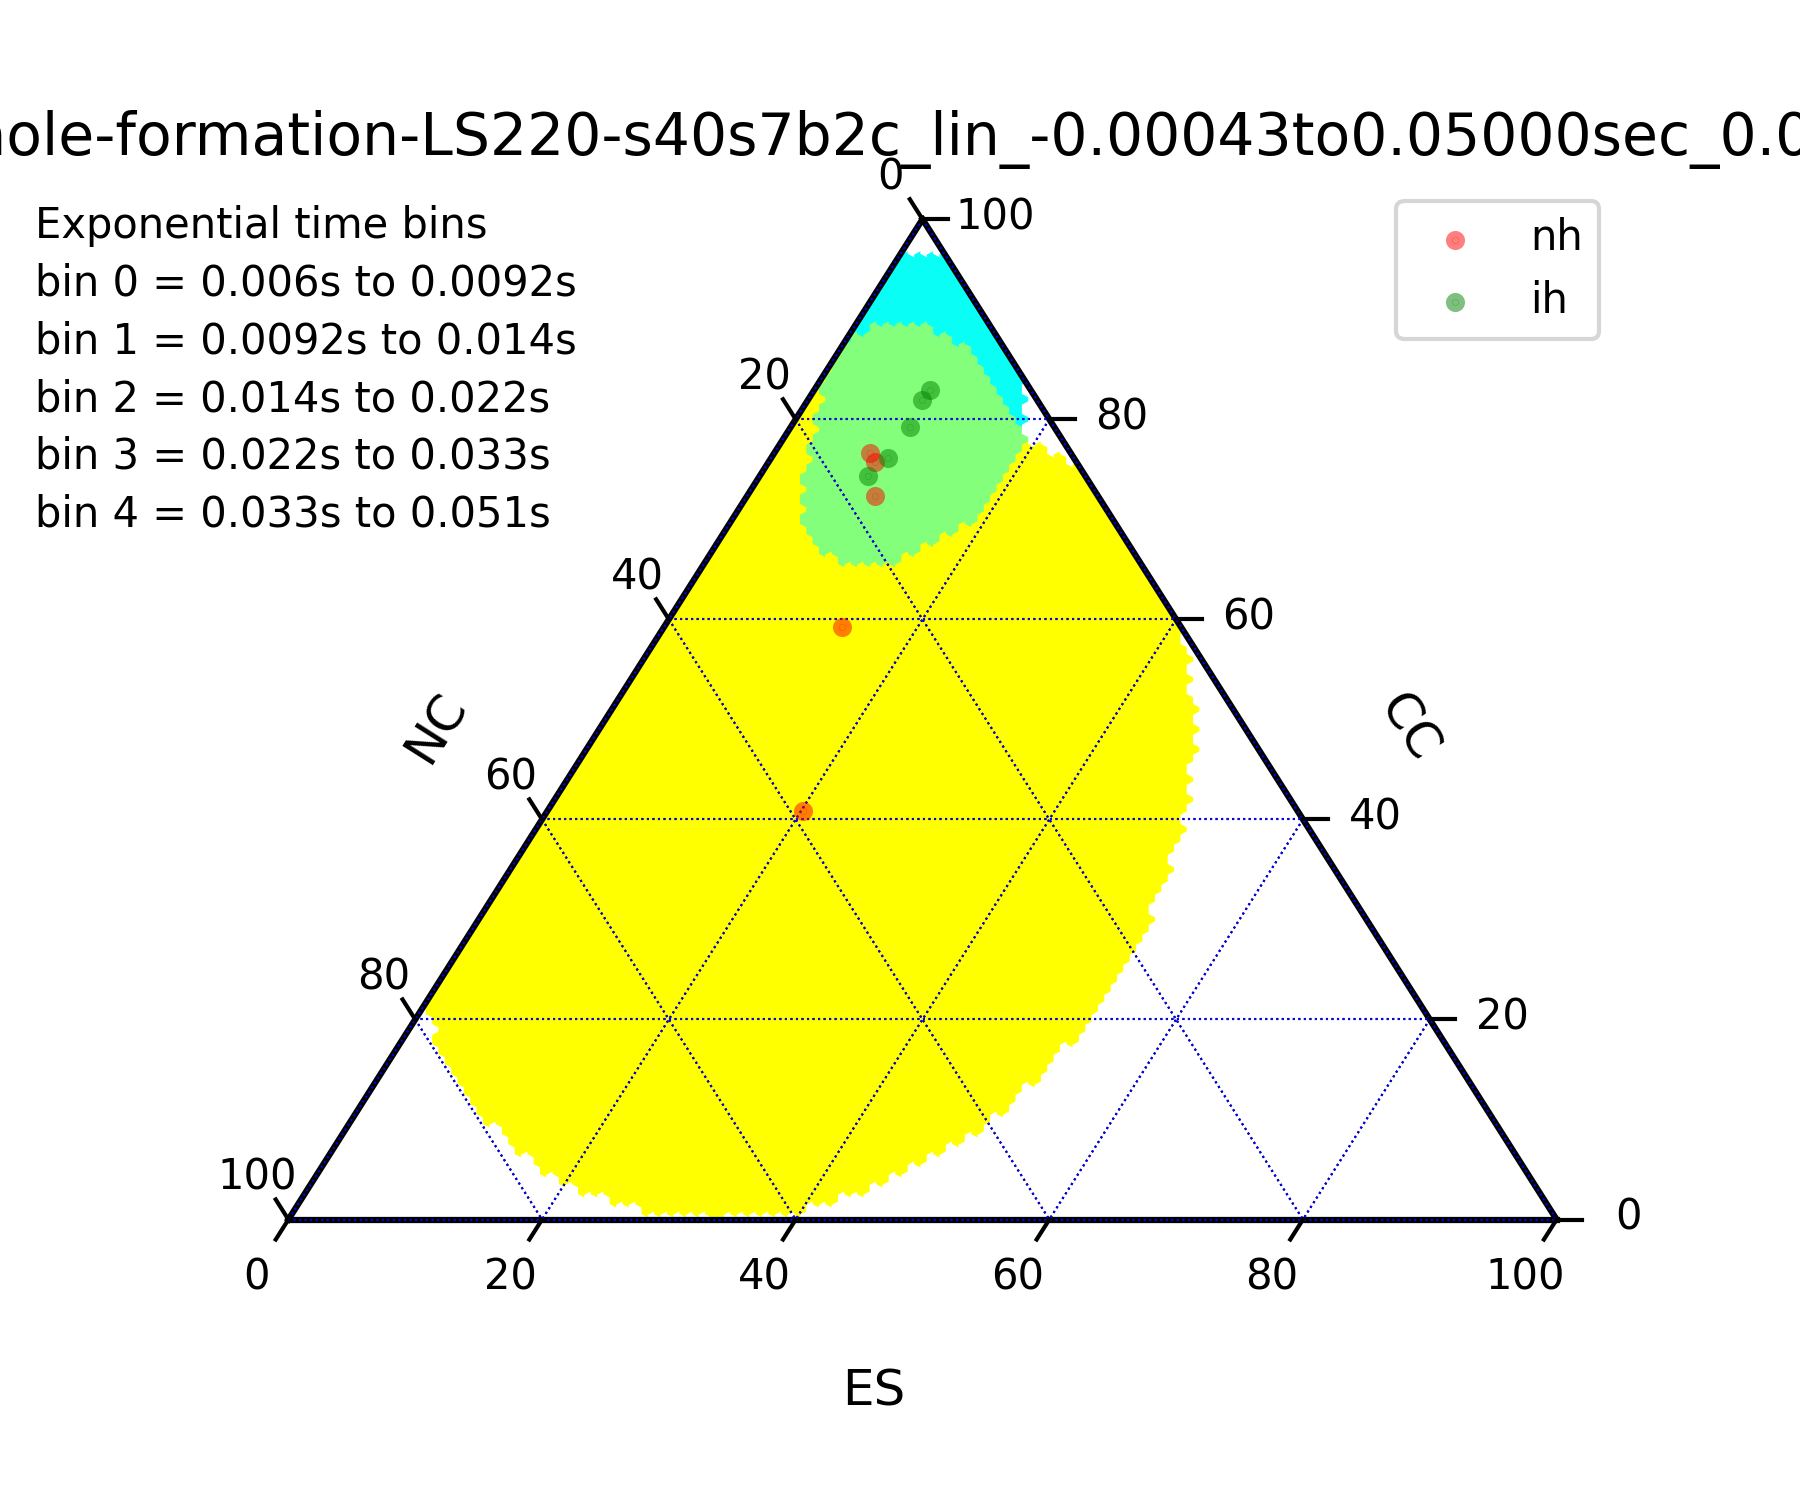 ole-formation-LS220-s40s7b2c_lin_-0.00043to0.05000sec_0.0
Exponential time bins
bin 0 = 0.006s to 0.0092s
bin 1 = 0.0092s to 0.014s
bin 2 = 0.014s to 0.022s
bin 3 = 0.022s to 0.033s
bin 4 = 0.033s to 0.051s
nh
ih
0
20
40
60
80
100
NC
100
80
60
40
20
0
CC
0
20
40
60
80
100
ES